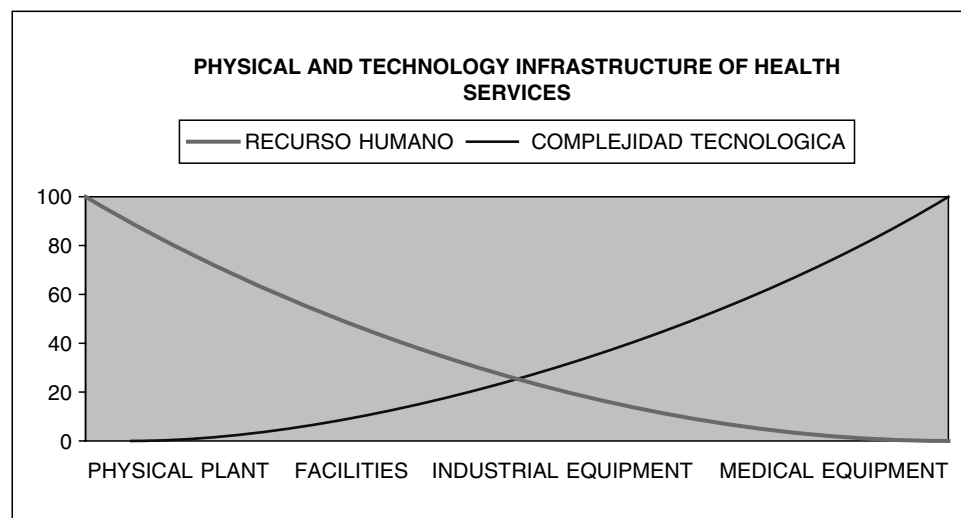 PHYSICAL AND TECHNOLOGY INFRASTRUCTURE OF HEALTH
SERVICES
RECURSO HUMANO COMPLEJIDAD TECNOLOGICA
100
80
60
40
20
0
PHYSICAL PLANT FACILITIES INDUSTRIAL EQUIPMENT MEDICAL EQUIPMENT